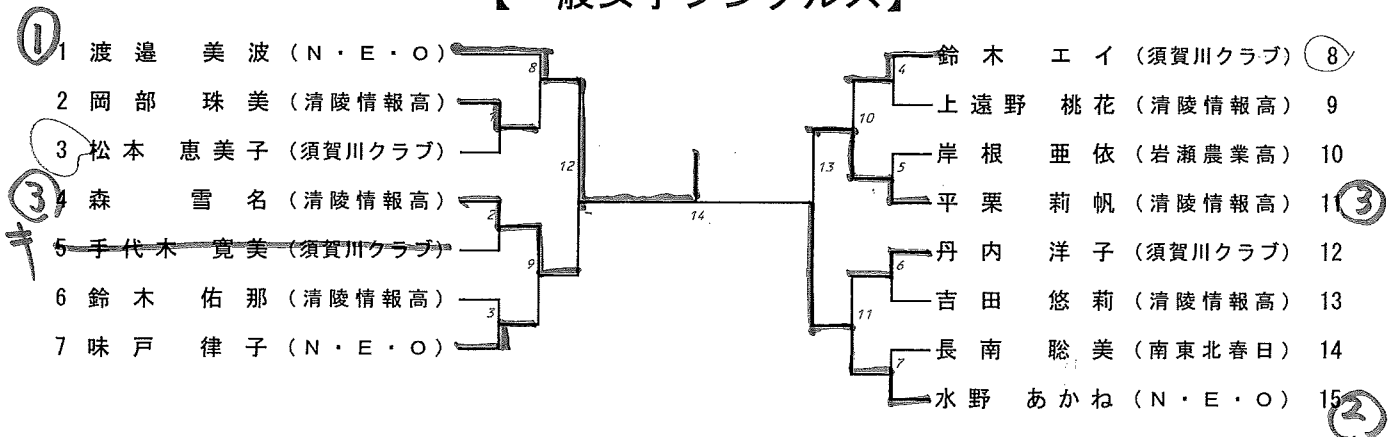 【一般女子シングルス】
① 1 渡邉 美波 (N・E・O)
2 岡部 珠美 (清陵情報高)
3 松本 恵美子 (須賀川クラブ)
③ 4 森 雪名 (清陵情報高)
キ 5 手代木 寛美 (須賀川クラブ)
6 鈴木 佑那 (清陵情報高)
7 味戸 律子 (N・E・O)
8
1
12
2
9
3
14
4
10
5
13
6
11
7
鈴木 エイ (須賀川クラブ) 8
上遠野 桃花 (清陵情報高) 9
岸根 亜依 (岩瀬農業高) 10
平栗 莉帆 (清陵情報高) 11 ③
丹内 洋子 (須賀川クラブ) 12
吉田 悠莉 (清陵情報高) 13
長南 聡美 (南東北春日) 14
水野 あかね (N・E・O) 15 ②